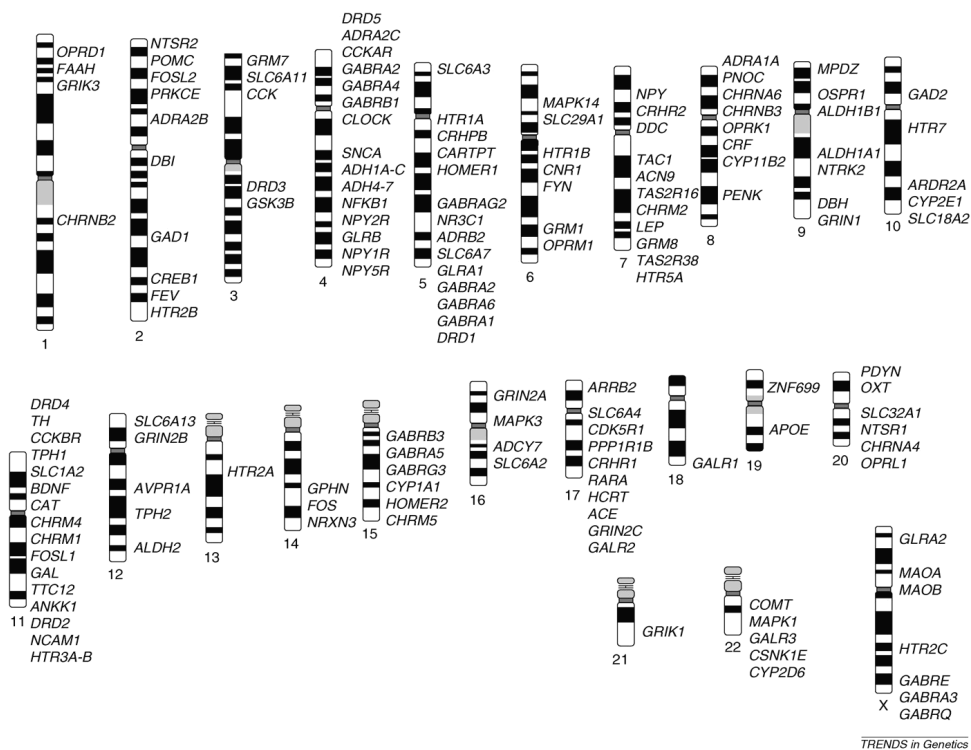 OPRD1
FAAH
GRIK3
CHRNB2
1
NTSR2
POMC
FOSL2
PRKCE
ADRA2B
DBI
GAD1
CREB1
FEV
HTR2B
2
GRM7
SLC6A11
CCK
DRD3
GSK3B
3
DRD5
ADRA2C
CCKAR
GABRA2
GABRA4
GABRB1
CLOCK
SNCA
ADH1A-C
ADH4-7
NFKB1
NPY2R
GLRB
NPY1R
NPY5R
4
SLC6A3
HTR1A
CRHPB
CARTPT
HOMER1
GABRAG2
NR3C1
ADRB2
SLC6A7
GLRA1
GABRA2
GABRA6
GABRA1
DRD1
5
MAPK14
SLC29A1
HTR1B
CNR1
FYN
GRM1
OPRM1
6
NPY
CRHR2
DDC
TAC1
ACN9
TAS2R16
CHRM2
LEP
GRM8
TAS2R38
HTR5A
7
ADRA1A
PNOC
CHRNA6
CHRNB3
OPRK1
CRF
CYP11B2
PENK
8
MPDZ
OSPR1
ALDH1B1
ALDH1A1
NTRK2
DBH
GRIN1
9
GAD2
HTR7
ARDR2A
CYP2E1
SLC18A2
10
DRD4
TH
CCKBR
TPH1
SLC1A2
BDNF
CAT
CHRM4
CHRM1
FOSL1
GAL
TTC12
ANKK1
DRD2
NCAM1
HTR3A-B
11
SLC6A13
GRIN2B
AVPR1A
TPH2
ALDH2
12
HTR2A
13
GPHN
FOS
NRXN3
14
GABRB3
GABRA5
GABRG3
CYP1A1
HOMER2
CHRM5
15
GRIN2A
MAPK3
ADCY7
SLC6A2
16
ARRB2
SLC6A4
CDK5R1
PPP1R1B
CRHR1
RARA
HCRT
ACE
GRIN2C
GALR2
17
GALR1
18
ZNF699
APOE
19
PDYN
OXT
SLC32A1
NTSR1
CHRNA4
OPRL1
20
GRIK1
21
COMT
MAPK1
GALR3
CSNK1E
CYP2D6
22
GLRA2
MAOA
MAOB
HTR2C
GABRE
GABRA3
GABRQ
X
TRENDS in Genetics